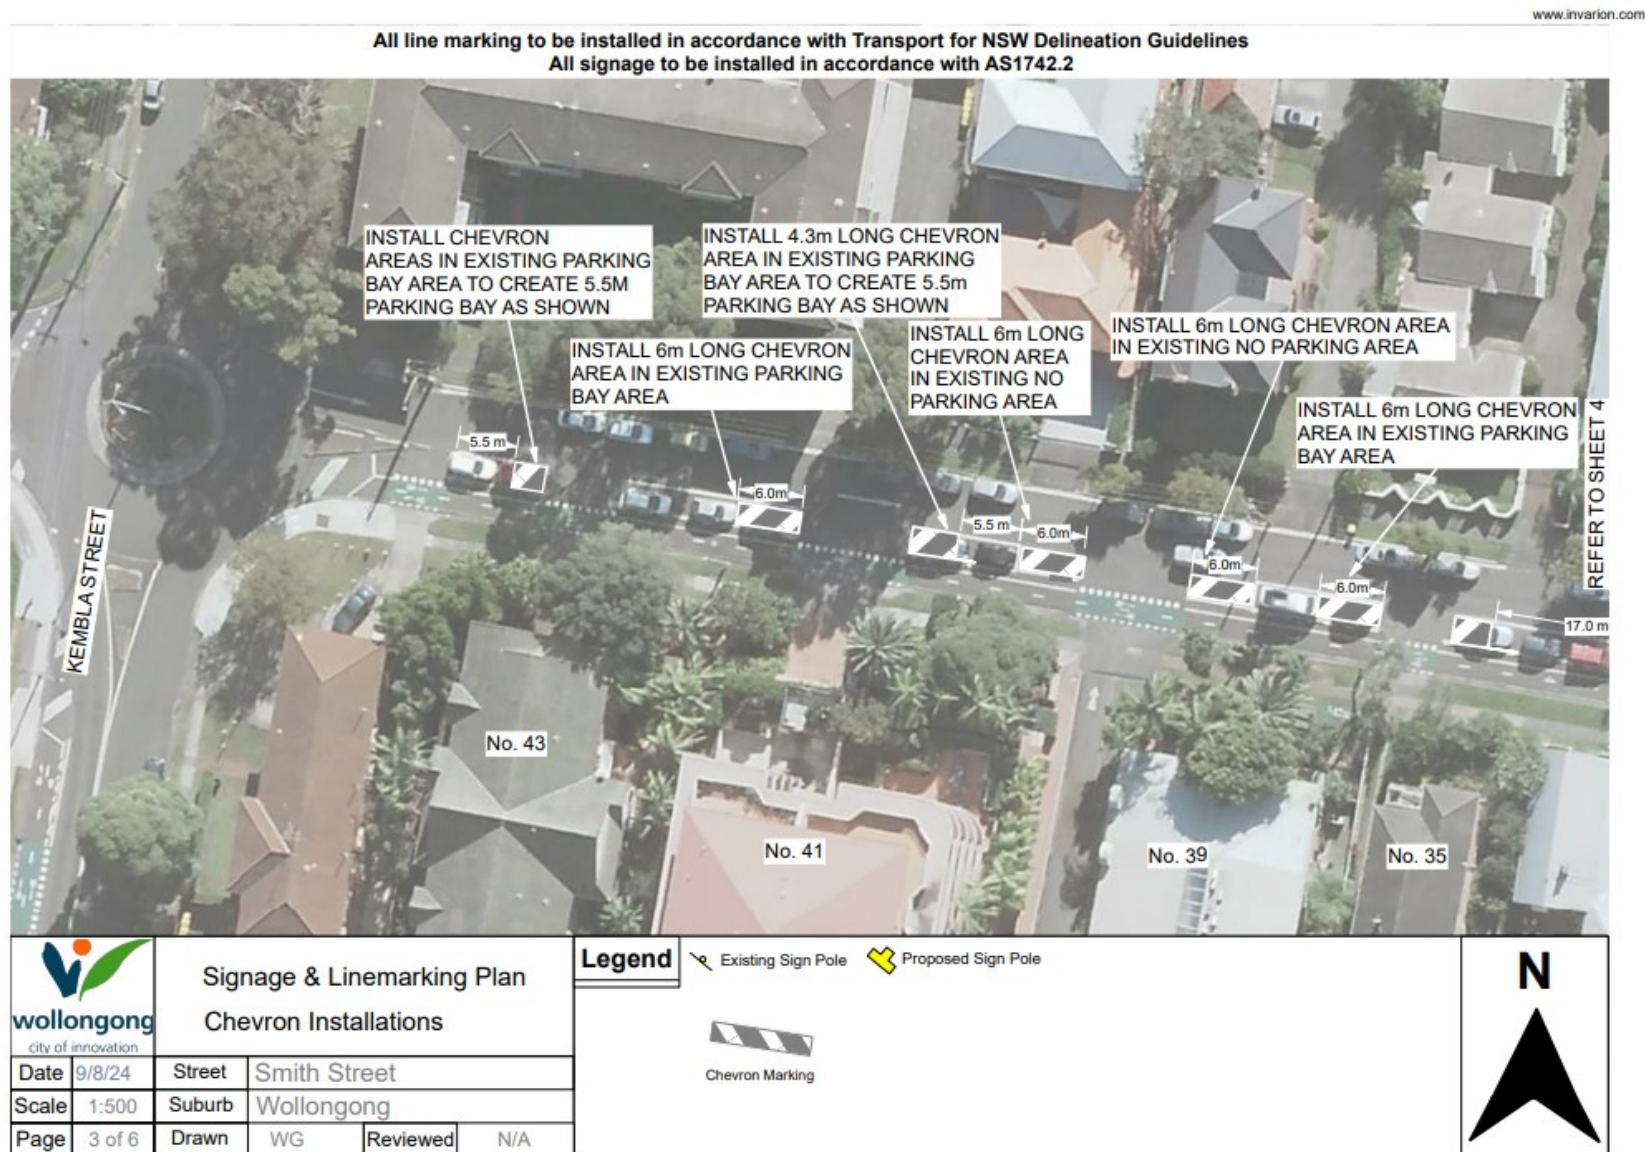 www.invarion.com
All line marking to be installed in accordance with Transport for NSW Delineation Guidelines
All signage to be installed in accordance with AS1742.2
INSTALL CHEVRON
AREAS IN EXISTING PARKING
BAY AREA TO CREATE 5.5M
PARKING BAY AS SHOWN
INSTALL 4.3m LONG CHEVRON
AREA IN EXISTING PARKING
BAY AREA TO CREATE 5.5m
PARKING BAY AS SHOWN
INSTALL 6m LONG CHEVRON
AREA IN EXISTING PARKING
BAY AREA
INSTALL 6m LONG
CHEVRON AREA
IN EXISTING NO
PARKING AREA
INSTALL 6m LONG CHEVRON AREA
IN EXISTING NO PARKING AREA
INSTALL 6m LONG CHEVRON
AREA IN EXISTING PARKING
BAY AREA
REFER TO SHEET 4
5.5 m
6.0m
5.5 m
6.0m
6.0m
6.0m
17.0 m
KEMBLA STREET
No. 43
No. 41
No. 39
No. 35
wollongong
city of innovation
Signage & Linemarking Plan
Chevron Installations
Date 9/8/24 Street Smith Street
Scale 1:500 Suburb Wollongong
Page 3 of 6 Drawn WG Reviewed N/A
Legend Existing Sign Pole Proposed Sign Pole
Chevron Marking
N